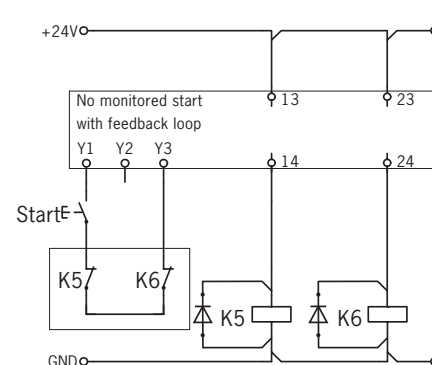 +24V
No monitored start 13 23
with feedback loop
Y1 Y2 Y3
14 24
Start
K5 K6
K5 K6
GND